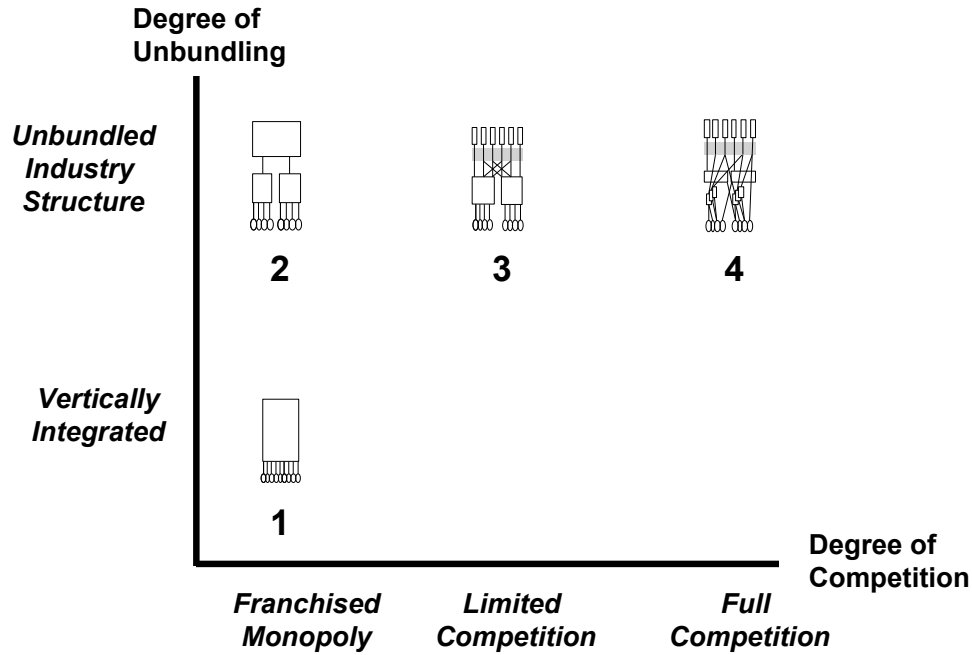 Degree of
Unbundling
Unbundled
Industry
Structure
2
3
4
Vertically
Integrated
1
Degree of
Competition
Franchised
Monopoly
Limited
Competition
Full
Competition